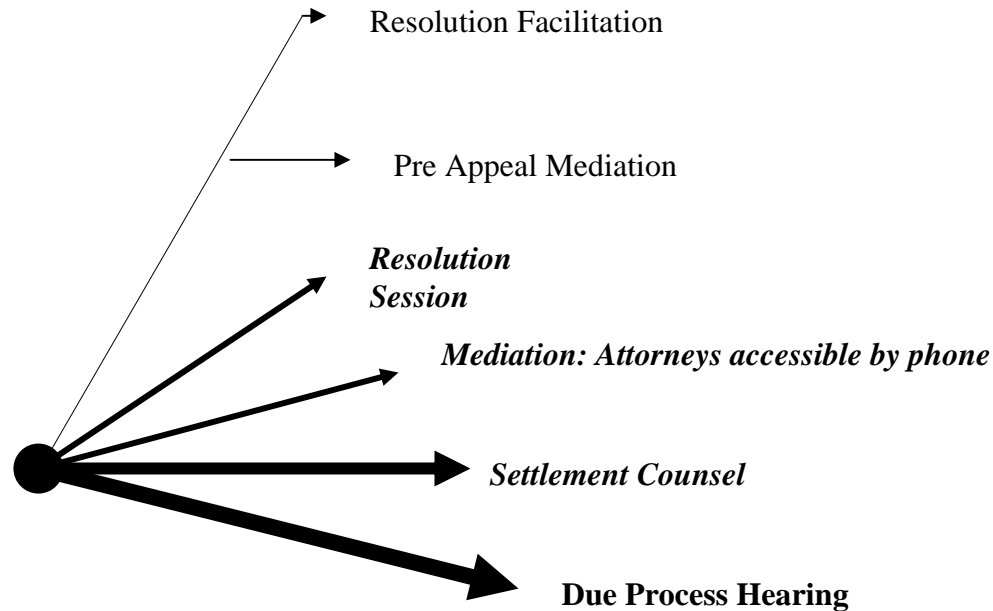 Resolution Facilitation
Pre Appeal Mediation
Resolution
Session
Mediation: Attorneys accessible by phone
Settlement Counsel
Due Process Hearing